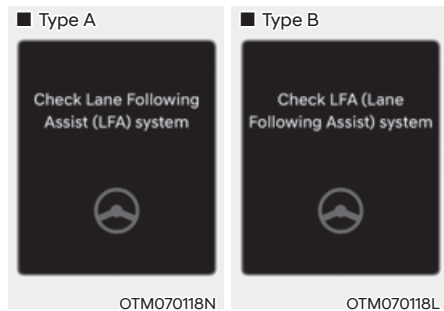 ■ Type A
Check Lane Following
Assist (LFA) system
OTM070118N
■ Type B
Check LFA (Lane
Following Assist) system
OTM070118L